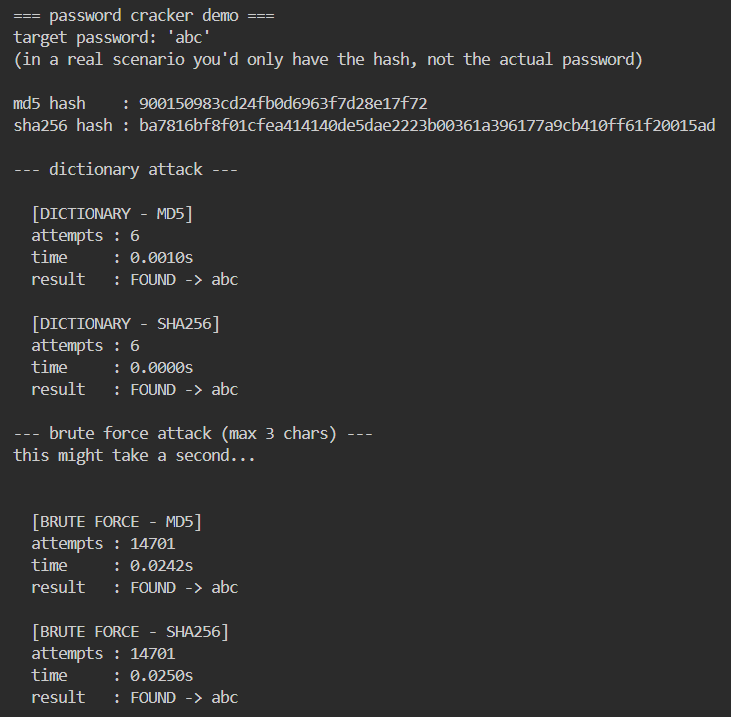 === password cracker demo ===
target password: 'abc'
(in a real scenario you'd only have the hash, not the actual password)
md5 hash    : 900150983cd24fb0d6963f7d28e17f72
sha256 hash : ba7816bf8f01cfea414140de5dae2223b00361a396177a9cb410ff61f20015ad
--- dictionary attack ---
[DICTIONARY - MD5]
attempts : 6
time     : 0.0010s
result   : FOUND -> abc
[DICTIONARY - SHA256]
attempts : 6
time     : 0.0000s
result   : FOUND -> abc
--- brute force attack (max 3 chars) ---
this might take a second...
[BRUTE FORCE - MD5]
attempts : 14701
time     : 0.0242s
result   : FOUND -> abc
[BRUTE FORCE - SHA256]
attempts : 14701
time     : 0.0250s
result   : FOUND -> abc